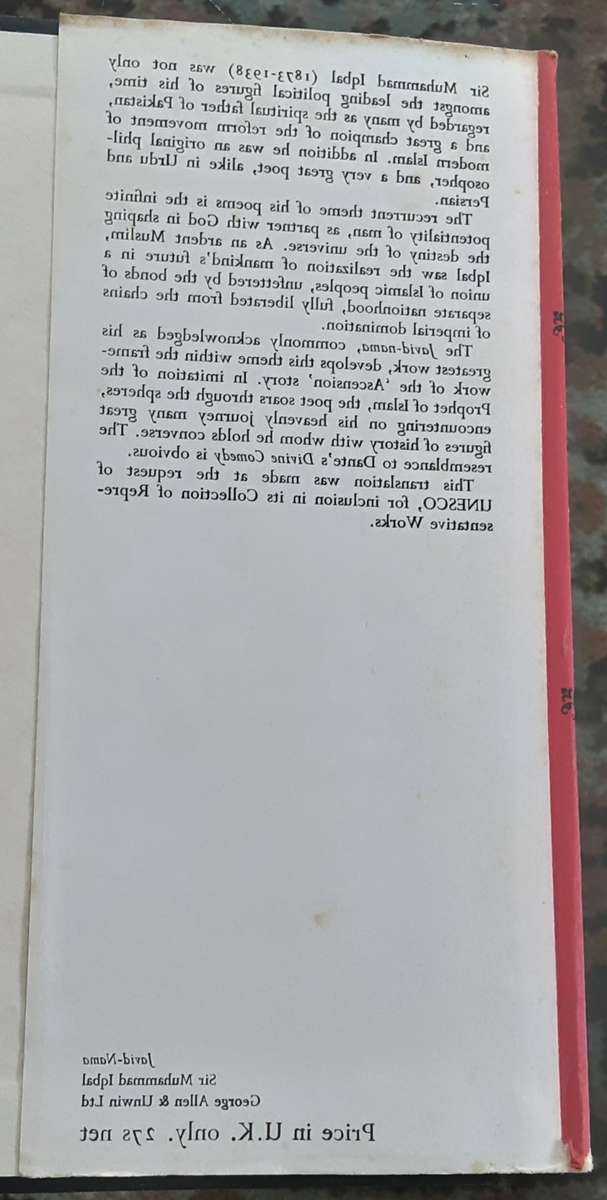 Sir Muhammad Iqbal (1873-1938) was not only
amongst the leading political figures of his time,
regarded by many as the spiritual father of Pakistan,
and a great champion of the reform movement of
modern Islam. In addition he was an original phil-
osopher, and a very great poet, alike in Urdu and
Persian.
The recurrent theme of his poems is the infinite
potentiality of man, as partner with God in shaping
the destiny of the universe. As an ardent Muslim,
Iqbal saw the realization of mankind's future in a
union of Islamic peoples, unfettered by the bonds of
separate nationhood, fully liberated from the chains
of imperial domination.
The Javid-nama, commonly acknowledged as his
greatest work, develops this theme within the frame-
work of the 'Ascension' story. In imitation of the
Prophet of Islam, the poet soars through the spheres,
encountering on his heavenly journey many great
figures of history with whom he holds converse. The
resemblance to Dante's Divine Comedy is obvious.
This translation was made at the request of
UNESCO, for inclusion in its Collection of Repre-
sentative Works.
Javid-Nama
Sir Muhammad Iqbal
George Allen & Unwin Ltd
Price in U.K. only. 27s net